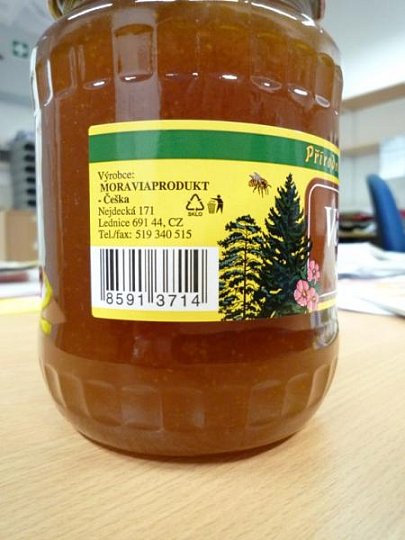 Výrobce:
MORAVIAPRODUKT
- Češka
Nejdecká 171
Lednice 691 44, CZ
Tel./fax: 519 340 515
SKLO
8591 3714